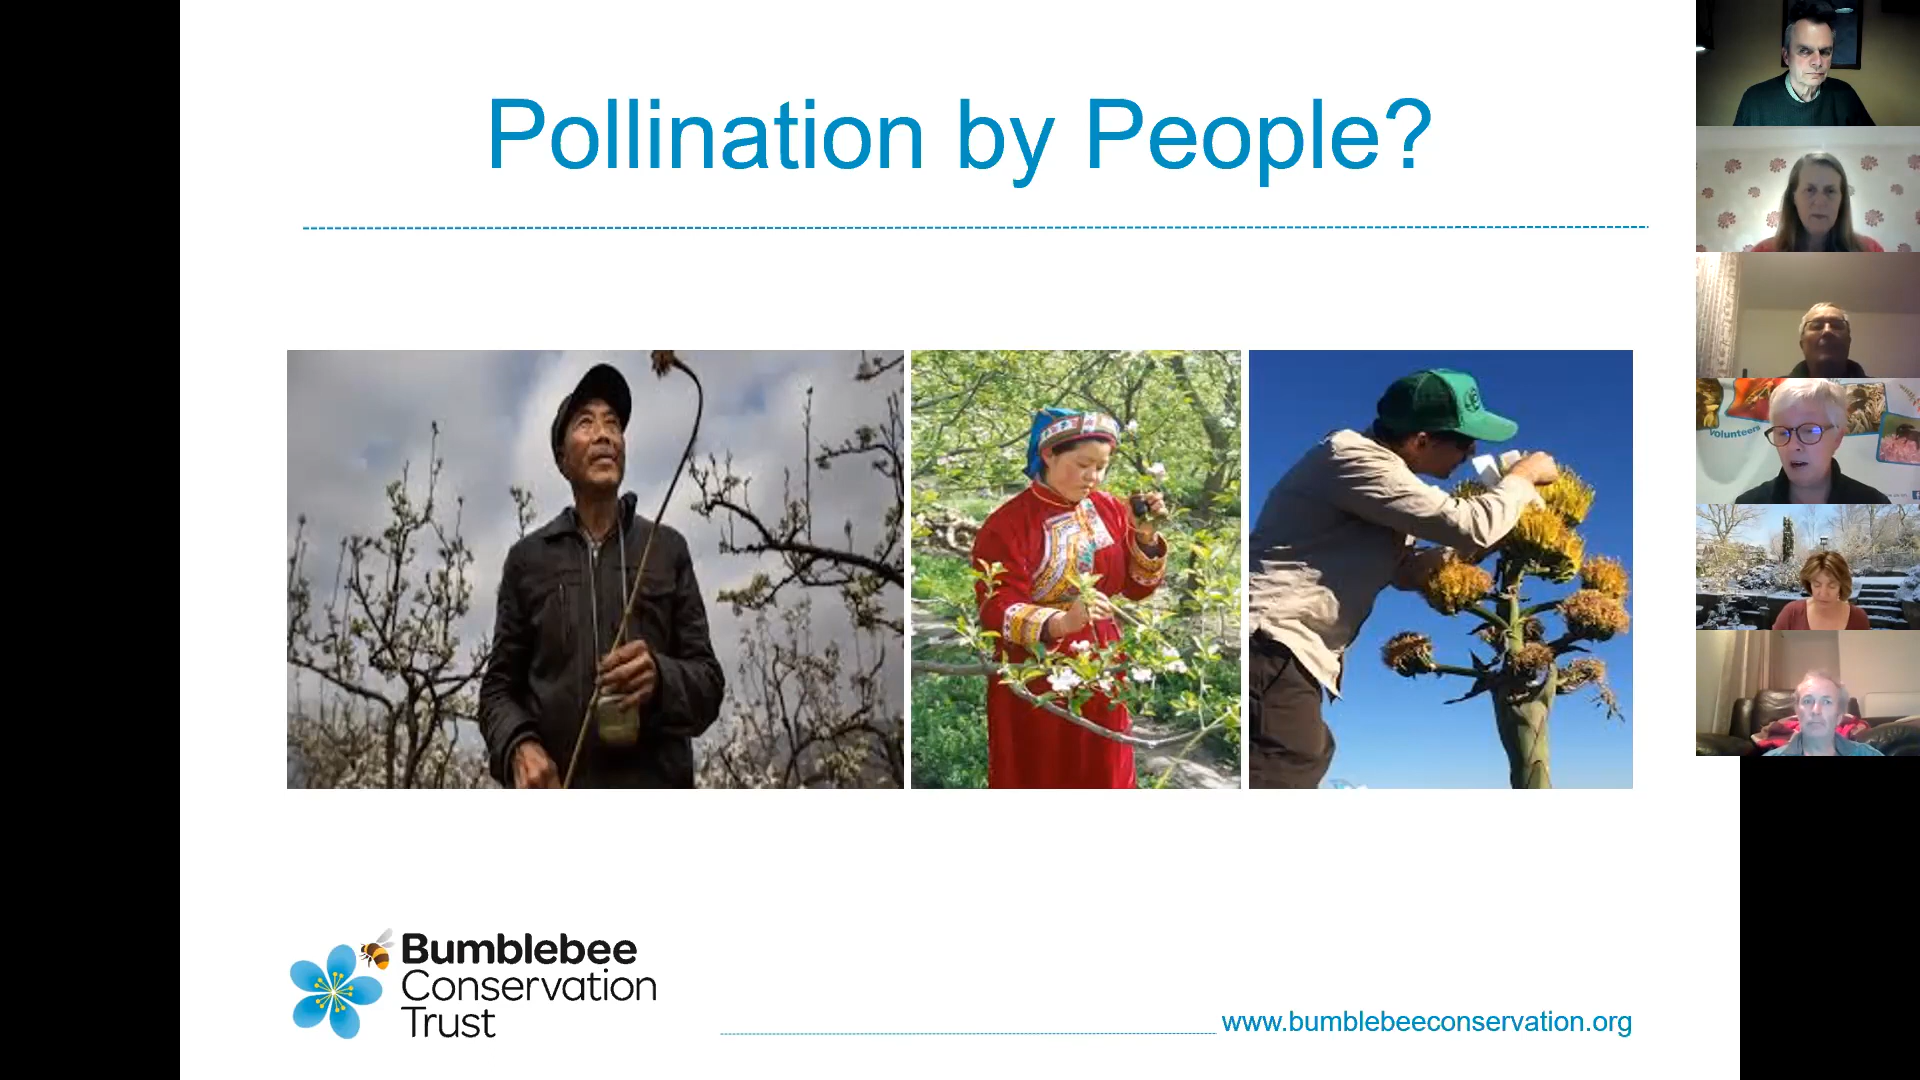 Pollination by People?
volunteers
Bumblebee
Conservation
Trust
www.bumblebeeconservation.org